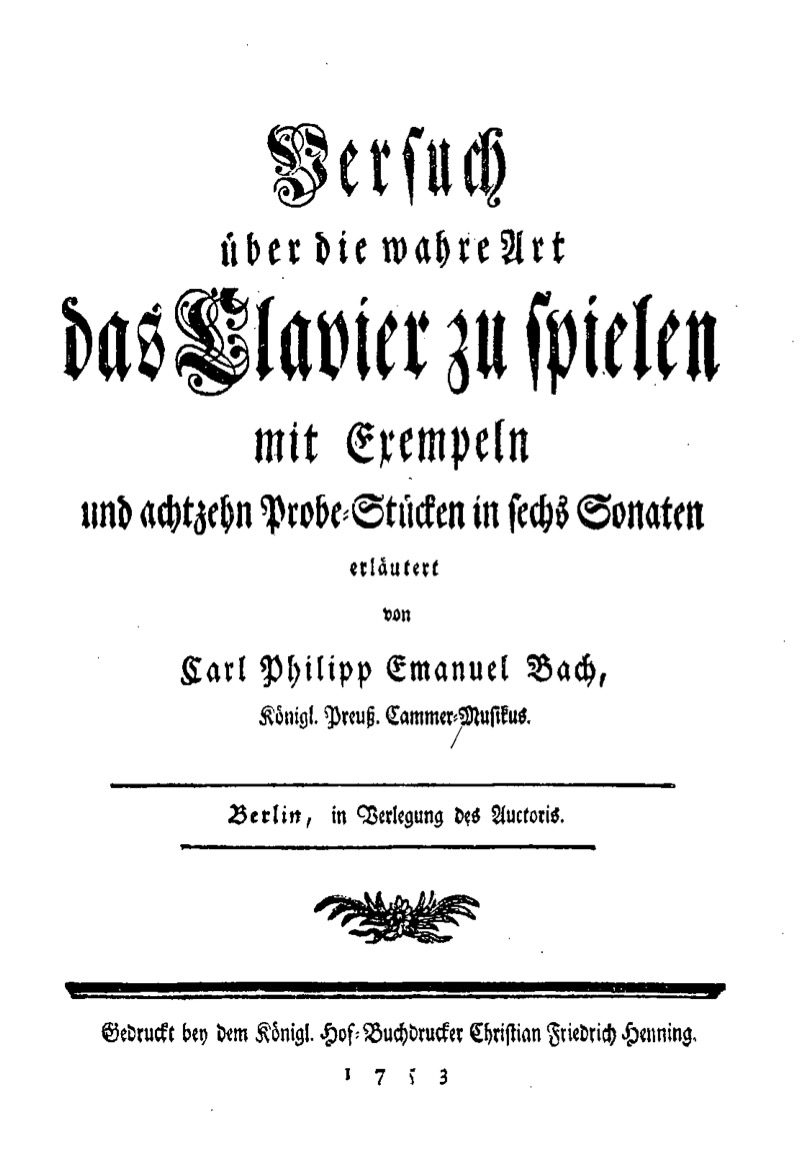 Versuch
über die wahre Art
das Clavier zu spielen
mit Exempeln
und achtzehn Probe-Stücken in sechs Sonaten
erläutert
von
Carl Philipp Emanuel Bach,
Königl. Preuß. Cammer-Musikus.
Berlin, in Verlegung des Auctoris.
Gedruckt bey dem Königl. Hof-Buchdrucker Christian Friedrich Henning.
1753